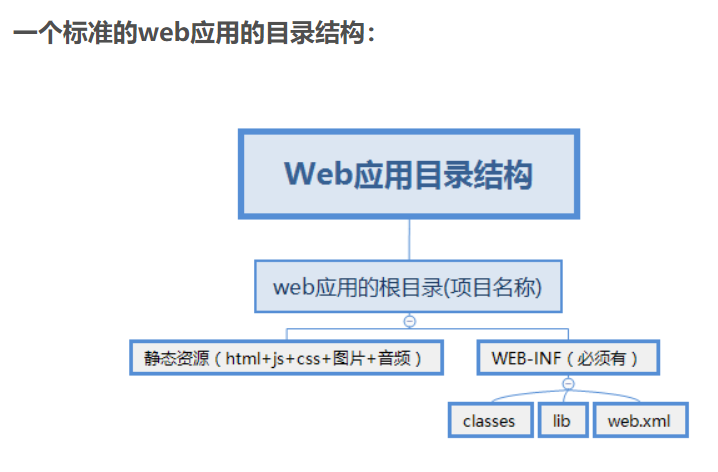 一个标准的web应用的目录结构：
Web应用目录结构
web应用的根目录(项目名称)
静态资源（html+js+css+图片+音频）
WEB-INF（必须有）
classes
lib
web.xml